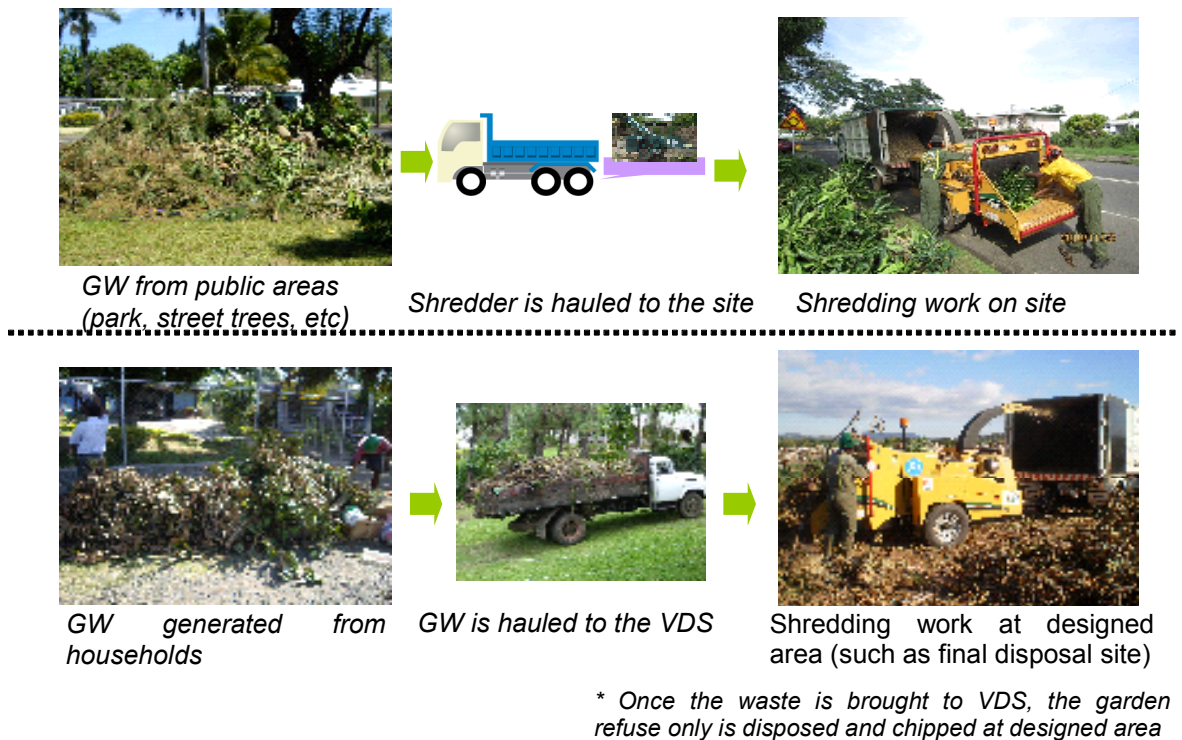 GW from public areas
(park, street trees, etc)
Shredder is hauled to the site
Shredding work on site
GW generated from
households
GW is hauled to the VDS
Shredding work at designed
area (such as final disposal site)
* Once the waste is brought to VDS, the garden
refuse only is disposed and chipped at designed area